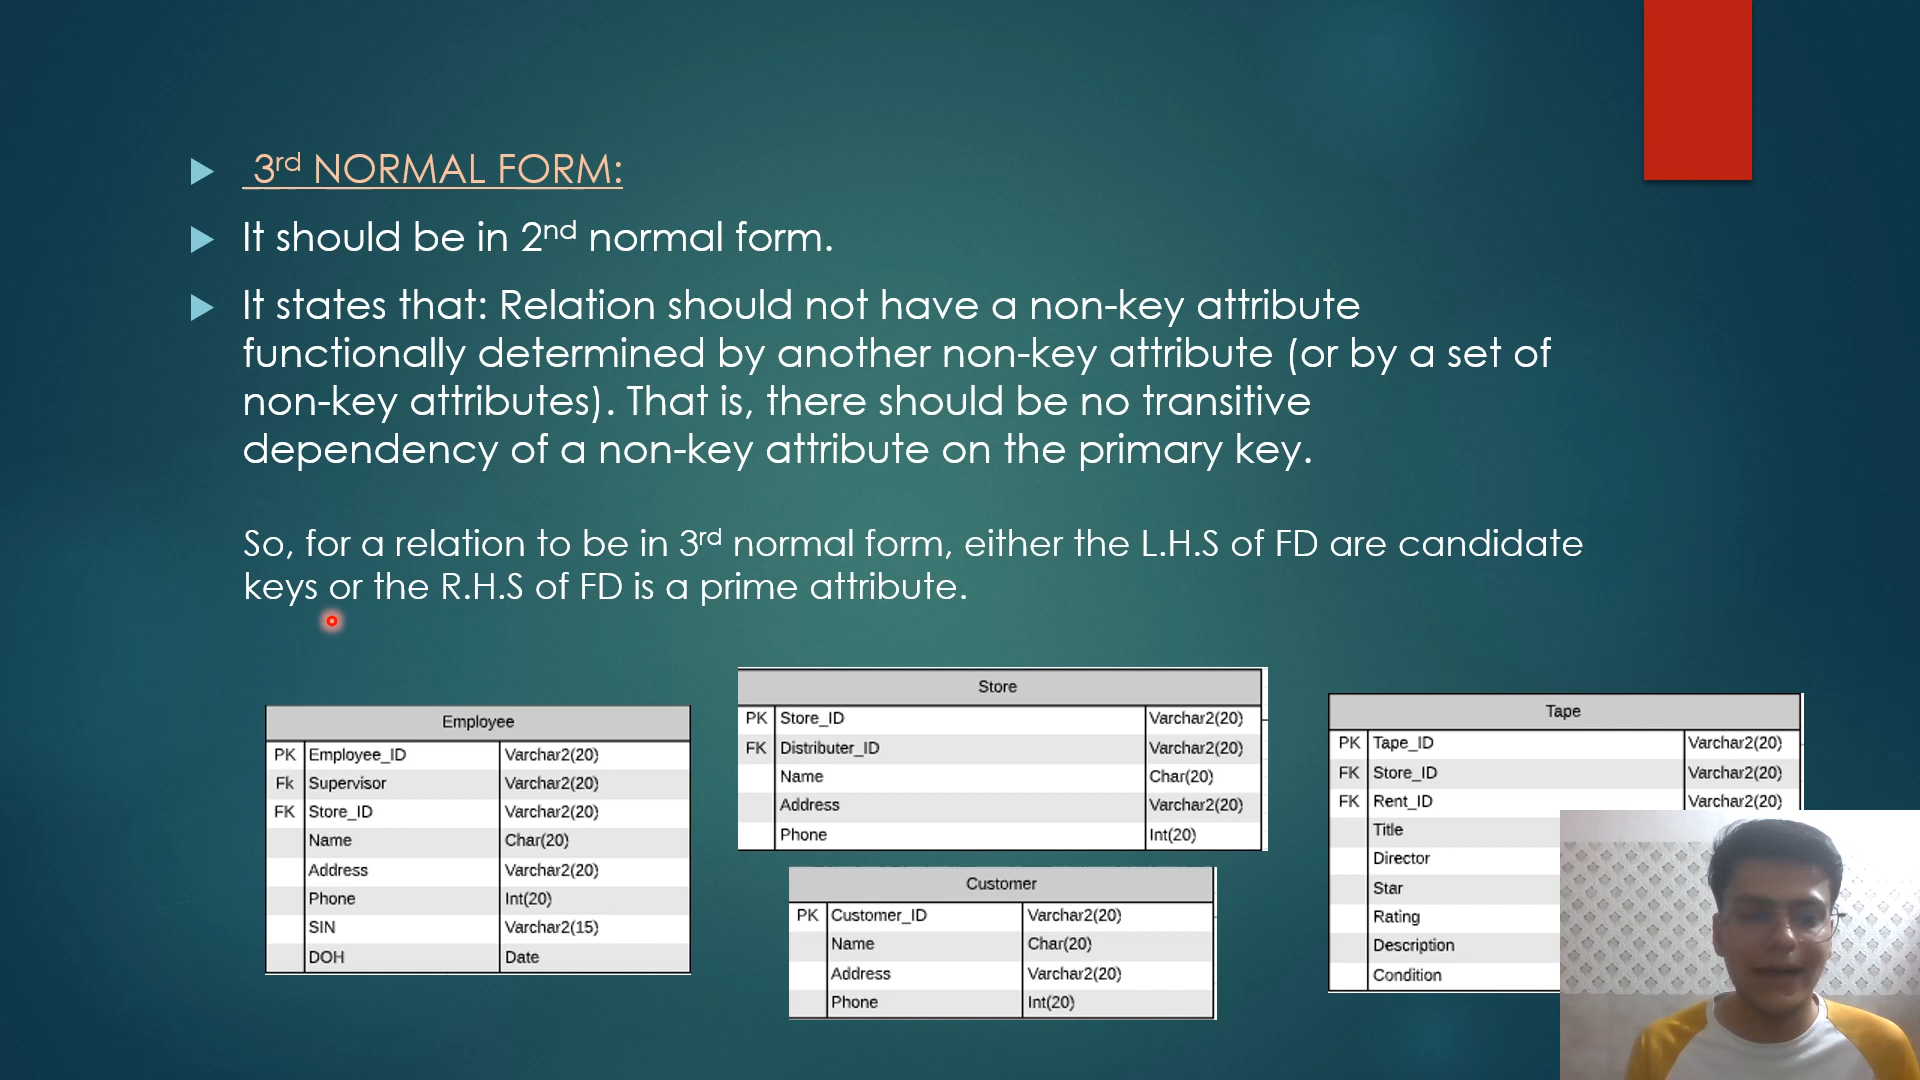 3rd NORMAL FORM:
It should be in 2nd normal form.
It states that: Relation should not have a non-key attribute
functionally determined by another non-key attribute (or by a set of
non-key attributes). That is, there should be no transitive
dependency of a non-key attribute on the primary key.
So, for a relation to be in 3rd normal form, either the L.H.S of FD are candidate
keys or the R.H.S of FD is a prime attribute.
Employee
PK Employee_ID Varchar2(20)
Fk Supervisor Varchar2(20)
FK Store_ID Varchar2(20)
Name Char(20)
Address Varchar2(20)
Phone Int(20)
SIN Varchar2(15)
DOH Date
Store
PK Store_ID Varchar2(20)
FK Distributer_ID Varchar2(20)
Name Char(20)
Address Varchar2(20)
Phone Int(20)
Customer
PK Customer_ID Varchar2(20)
Name Char(20)
Address Varchar2(20)
Phone Int(20)
Tape
PK Tape_ID Varchar2(20)
FK Store_ID Varchar2(20)
FK Rent_ID Varchar2(20)
Title
Director
Star
Rating
Description
Condition